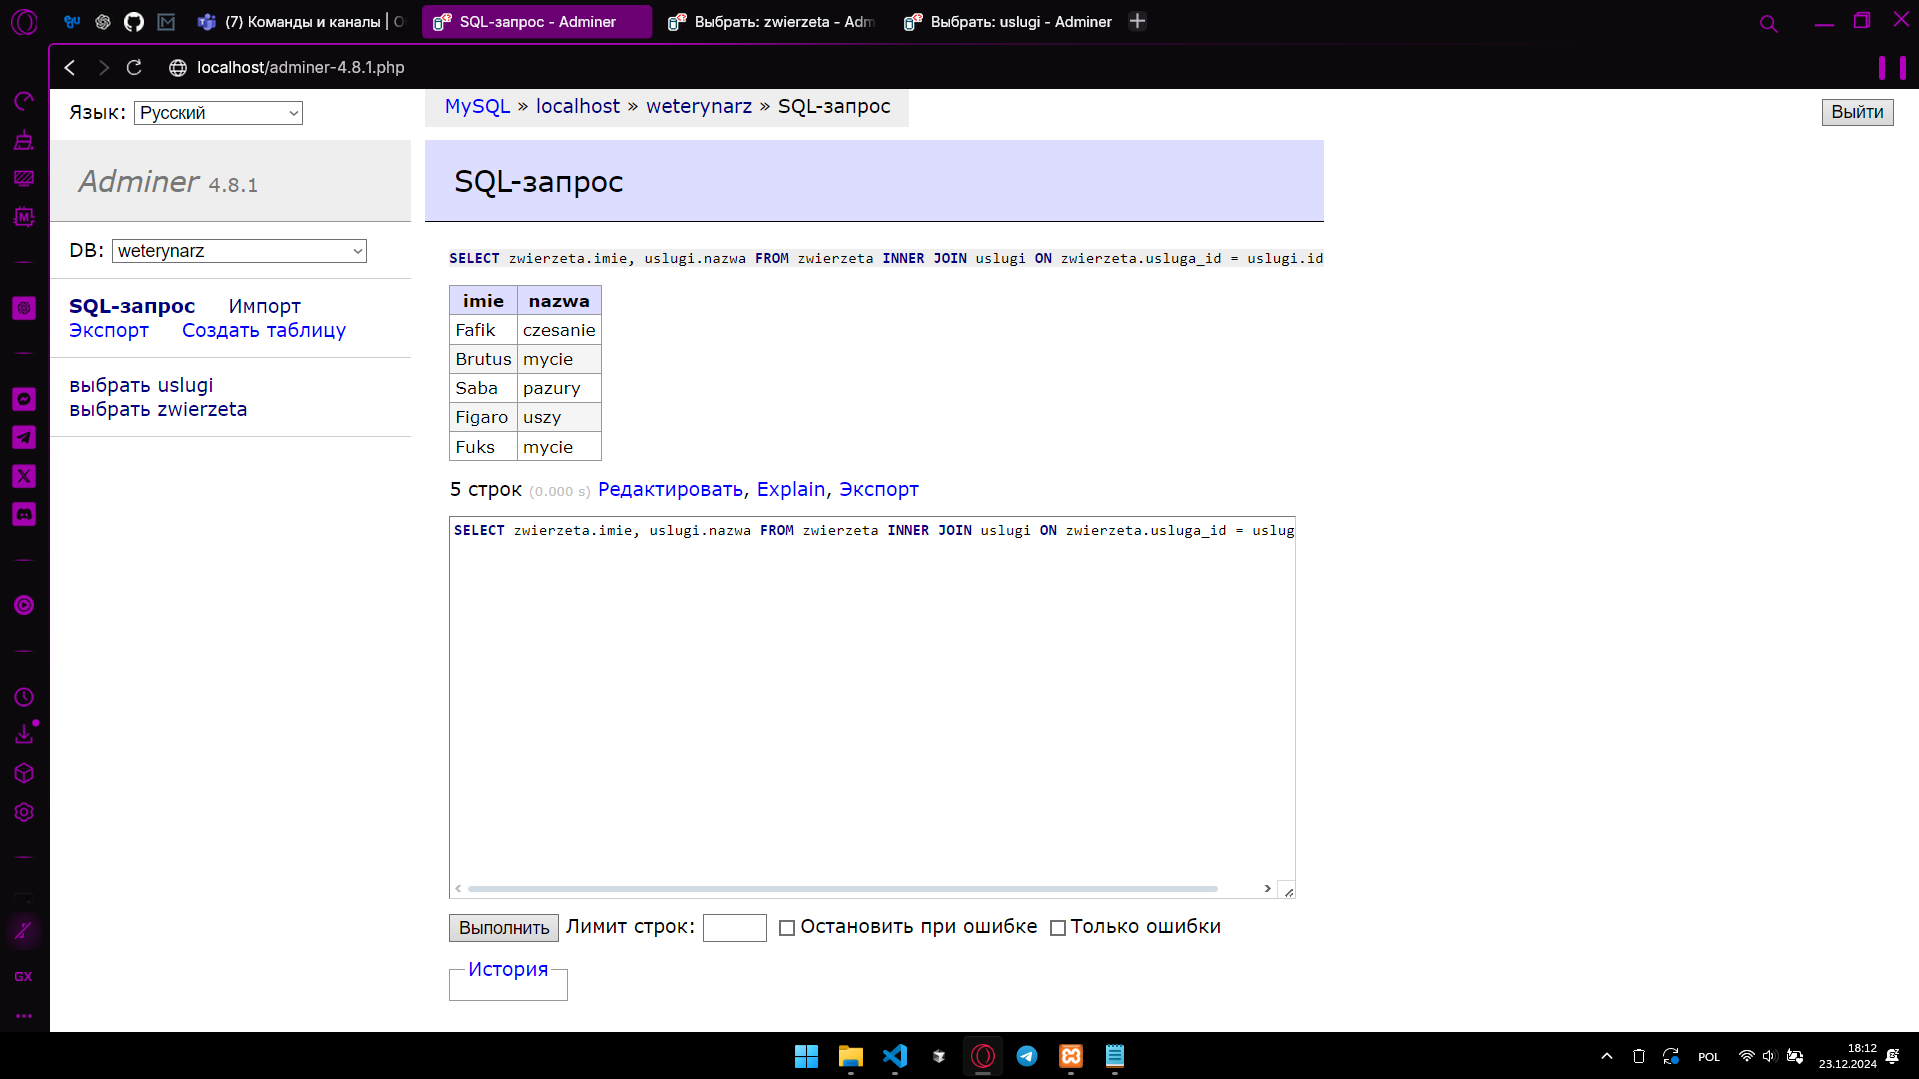 (7) Команды и каналы | O
SQL-запрос - Adminer
Выбрать: zwierzeta - Adm
Выбрать: uslugi - Adminer
localhost/adminer-4.8.1.php
Язык: Русский
MySQL » localhost » weterynarz » SQL-запрос
Выйти
Adminer 4.8.1
SQL-запрос
DB: weterynarz
SQL-запрос Импорт
Экспорт Создать таблицу
выбрать uslugi
выбрать zwierzeta
SELECT zwierzeta.imie, uslugi.nazwa FROM zwierzeta INNER JOIN uslugi ON zwierzeta.usluga_id = uslugi.id
imie nazwa
Fafik czesanie
Brutus mycie
Saba pazury
Figaro uszy
Fuks mycie
5 строк (0.000 s) Редактировать, Explain, Экспорт
SELECT zwierzeta.imie, uslugi.nazwa FROM zwierzeta INNER JOIN uslugi ON zwierzeta.usluga_id = uslug
Выполнить Лимит строк: Остановить при ошибке Только ошибки
История
GX
POL
18:12
23.12.2024